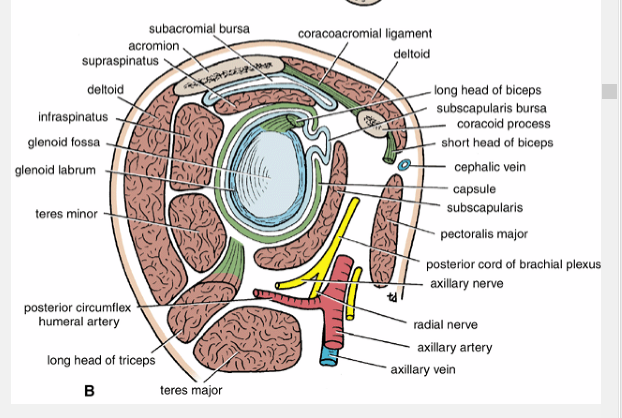 subacromial bursa
acromion
supraspinatus
deltoid
infraspinatus
glenoid fossa
glenoid labrum
teres minor
posterior circumflex
humeral artery
long head of triceps
B
teres major
coracoacromial ligament
deltoid
long head of biceps
subscapularis bursa
coracoid process
short head of biceps
cephalic vein
capsule
subscapularis
pectoralis major
posterior cord of brachial plexus
axillary nerve
radial nerve
axillary artery
axillary vein